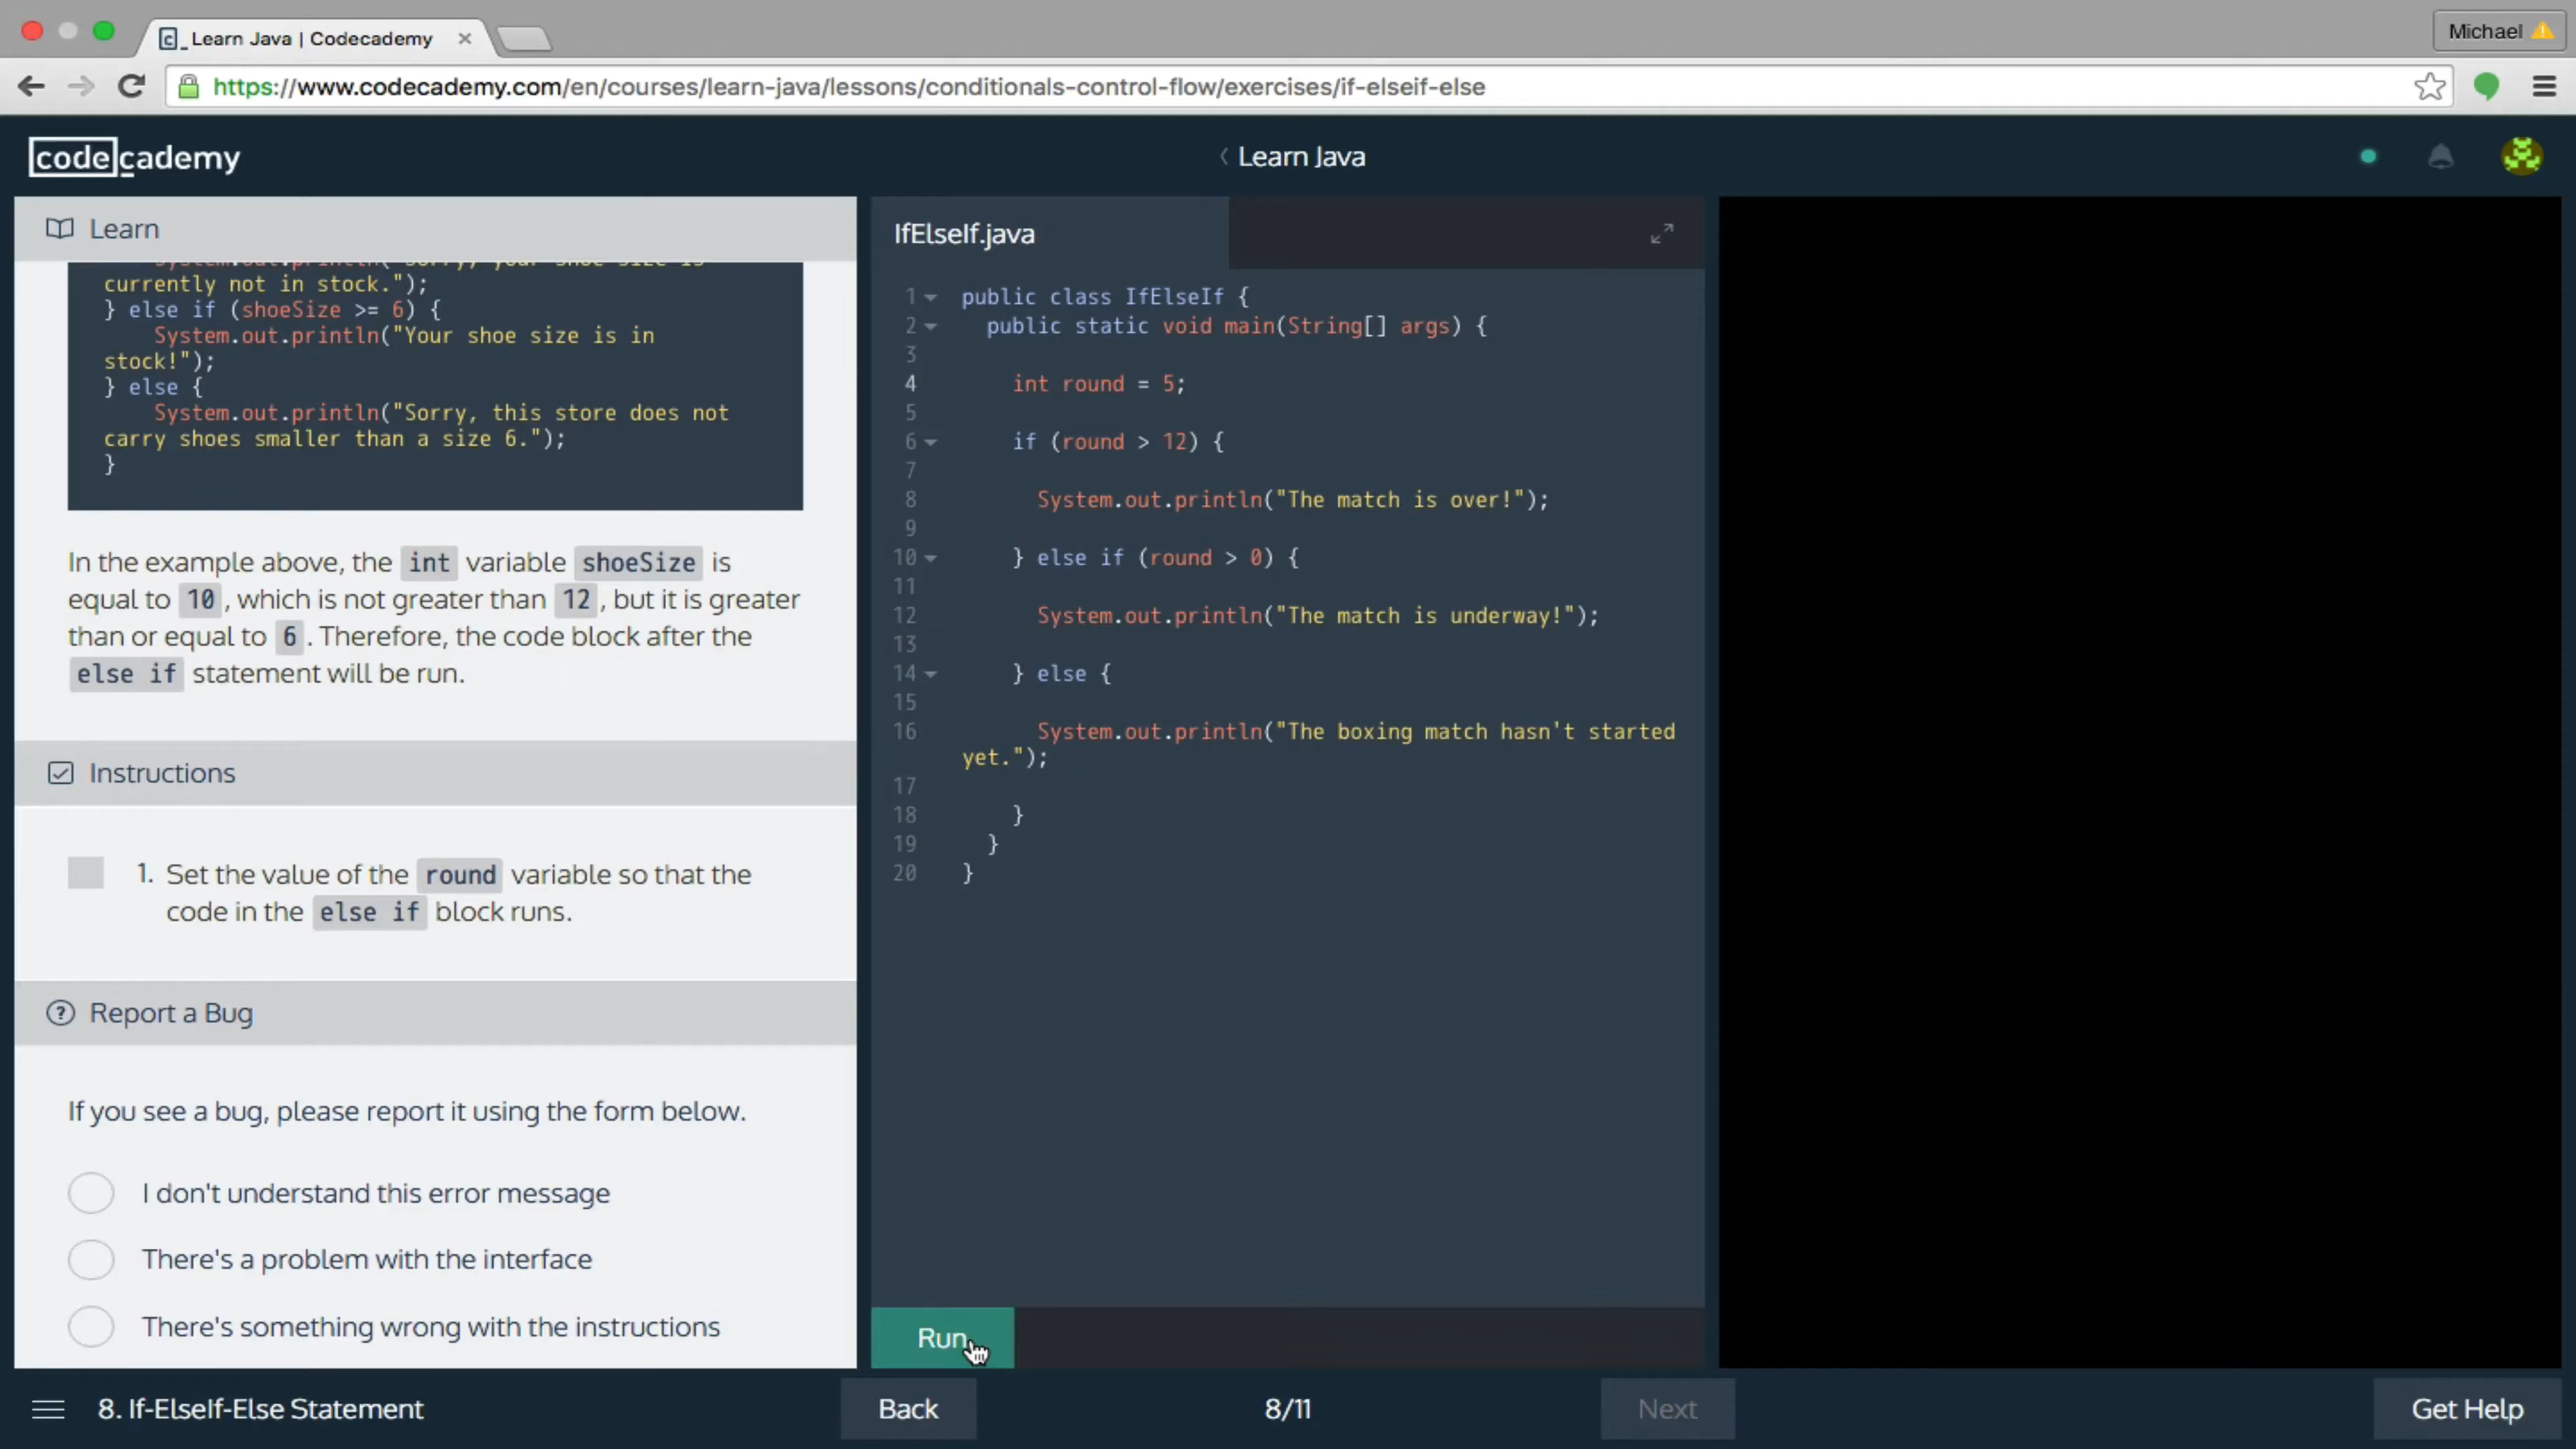 Learn Java | Codecademy
Michael
https://www.codecademy.com/en/courses/learn-java/lessons/conditionals-control-flow/exercises/if-elseif-else
codecademy
Learn Java
Learn
System.out.println("Sorry, your shoe size is
currently not in stock.");
} else if (shoeSize >= 6) {
System.out.println("Your shoe size is in
stock!");
} else {
System.out.println("Sorry, this store does not
carry shoes smaller than a size 6.");
}
In the example above, the int variable shoeSize is
equal to 10, which is not greater than 12, but it is greater
than or equal to 6. Therefore, the code block after the
else if statement will be run.
Instructions
1. Set the value of the round variable so that the
code in the else if block runs.
Report a Bug
If you see a bug, please report it using the form below.
I don't understand this error message
There's a problem with the interface
There's something wrong with the instructions
IfElseIf.java
1 public class IfElseIf {
2 public static void main(String[] args) {
3
4 int round = 5;
5
6 if (round > 12) {
7
8 System.out.println("The match is over!");
9
10 } else if (round > 0) {
11
12 System.out.println("The match is underway!");
13
14 } else {
15
16 System.out.println("The boxing match hasn't started
yet.");
17
18 }
19 }
20 }
Run
8. If-ElseIf-Else Statement
Back
8/11
Next
Get Help